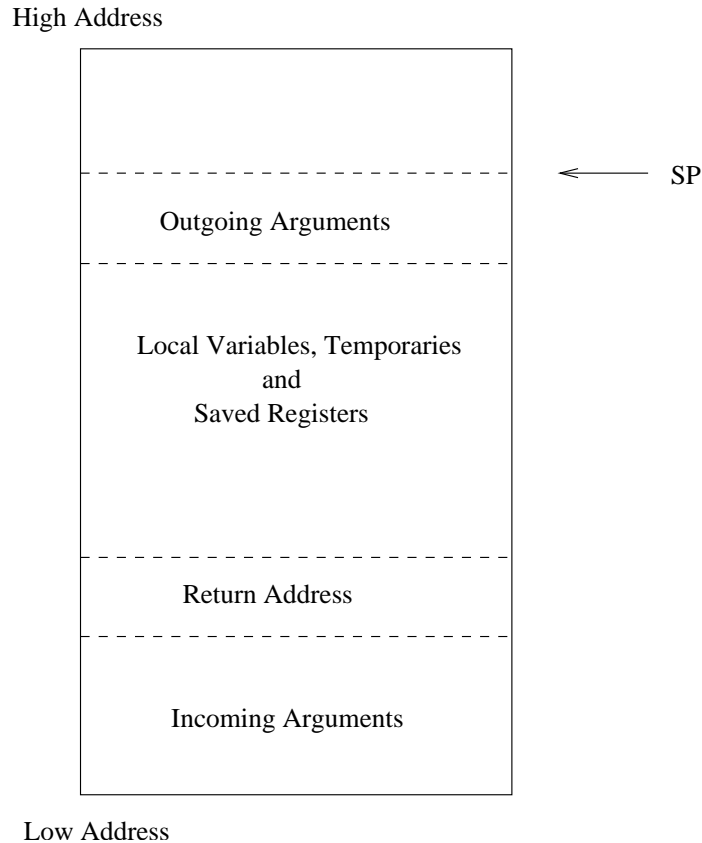 High Address
SP
Outgoing Arguments
Local Variables, Temporaries
and
Saved Registers
Return Address
Incoming Arguments
Low Address